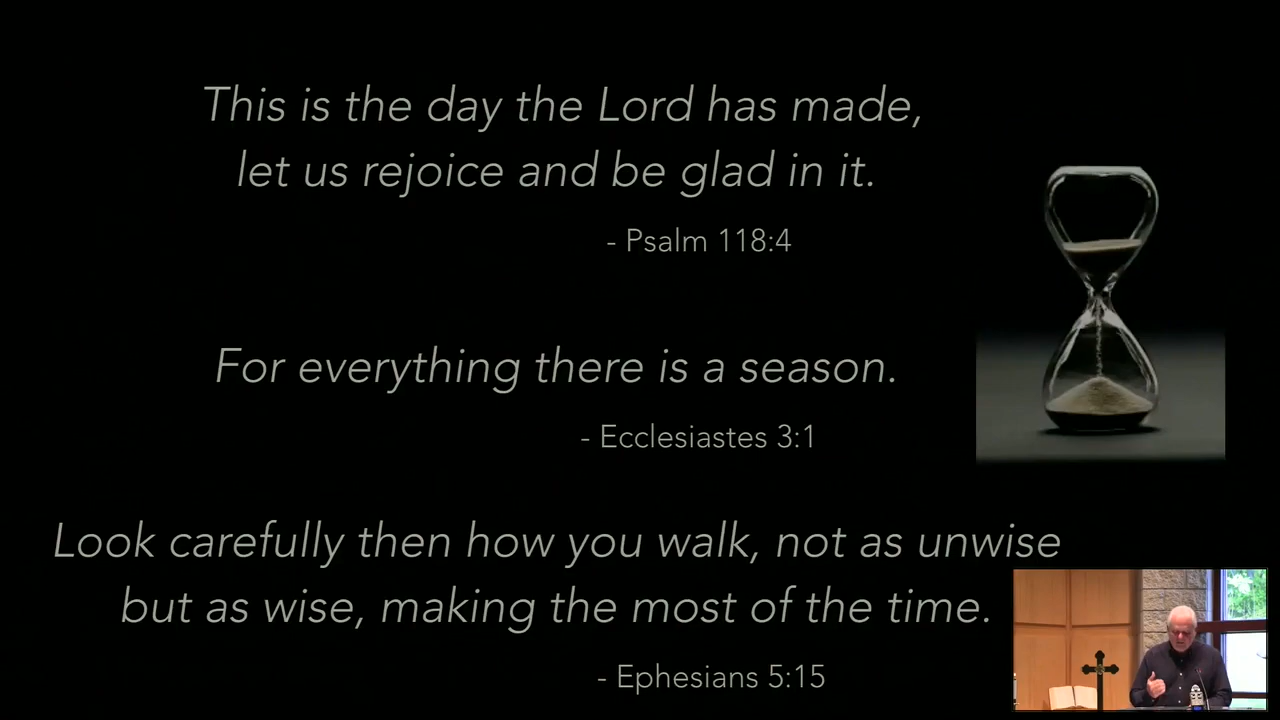 This is the day the Lord has made,
let us rejoice and be glad in it.
- Psalm 118:4
For everything there is a season.
- Ecclesiastes 3:1
Look carefully then how you walk, not as unwise
but as wise, making the most of the time.
- Ephesians 5:15